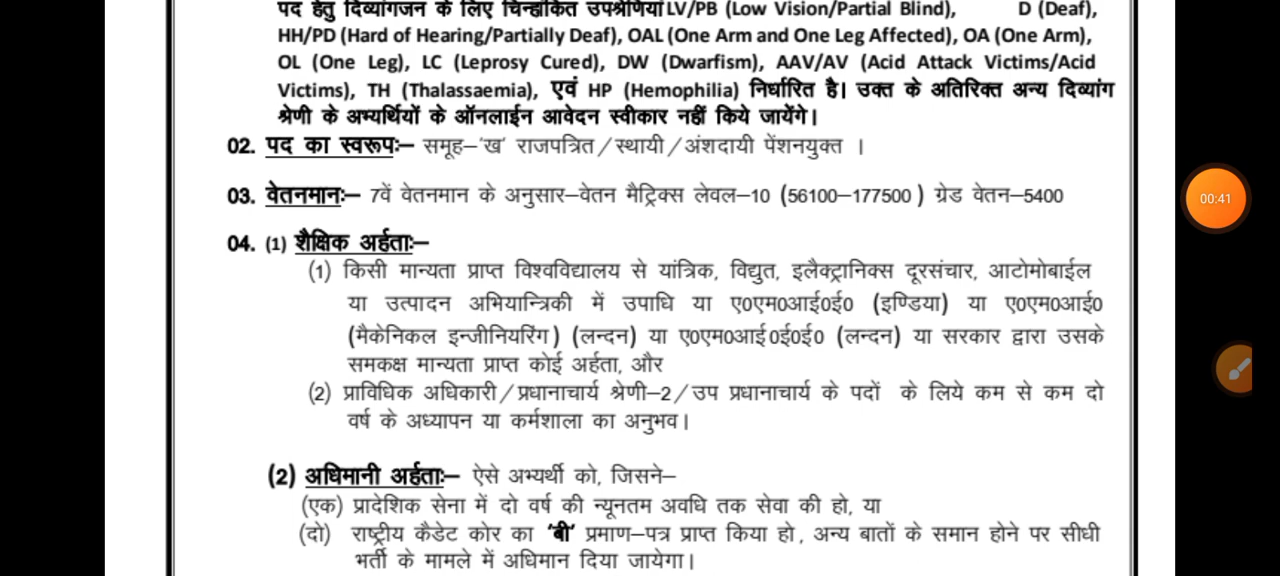 पद हेतु दिव्यांगजन के लिए चिन्हांकित उपश्रेणियां LV/PB (Low Vision/Partial Blind), D (Deaf),
HH/PD (Hard of Hearing/Partially Deaf), OAL (One Arm and One Leg Affected), OA (One Arm),
OL (One Leg), LC (Leprosy Cured), DW (Dwarfism), AAV/AV (Acid Attack Victims/Acid
Victims), TH (Thalassaemia), एवं HP (Hemophilia) निर्धारित है। उक्त के अतिरिक्त अन्य दिव्यांग
श्रेणी के अभ्यर्थियों के ऑनलाईन आवेदन स्वीकार नहीं किये जायेंगे।
02. पद का स्वरूपः– समूह–'ख' राजपत्रित/स्थायी/अंशदायी पेंशनयुक्त ।
03. वेतनमानः– 7वें वेतनमान के अनुसार–वेतन मैट्रिक्स लेवल–10 (56100–177500 ) ग्रेड वेतन–5400
04. (1) शैक्षिक अर्हताः–
(1) किसी मान्यता प्राप्त विश्वविद्यालय से यांत्रिक, विद्युत, इलैक्ट्रानिक्स दूरसंचार, आटोमोबाईल
या उत्पादन अभियान्त्रिकी में उपाधि या ए0एम0आई0ई0 (इण्डिया) या ए0एम0आई0
(मैकेनिकल इन्जीनियरिंग) (लन्दन) या ए0एम0आई0ई0ई0 (लन्दन) या सरकार द्वारा उसके
समकक्ष मान्यता प्राप्त कोई अर्हता, और
(2) प्राविधिक अधिकारी/प्रधानाचार्य श्रेणी–2/उप प्रधानाचार्य के पदों के लिये कम से कम दो
वर्ष के अध्यापन या कर्मशाला का अनुभव।
(2) अधिमानी अर्हताः– ऐसे अभ्यर्थी को, जिसने–
(एक) प्रादेशिक सेना में दो वर्ष की न्यूनतम अवधि तक सेवा की हो, या
(दो) राष्ट्रीय कैडेट कोर का 'बी' प्रमाण–पत्र प्राप्त किया हो, अन्य बातों के समान होने पर सीधी
भर्ती के मामले में अधिमान दिया जायेगा।
00:41